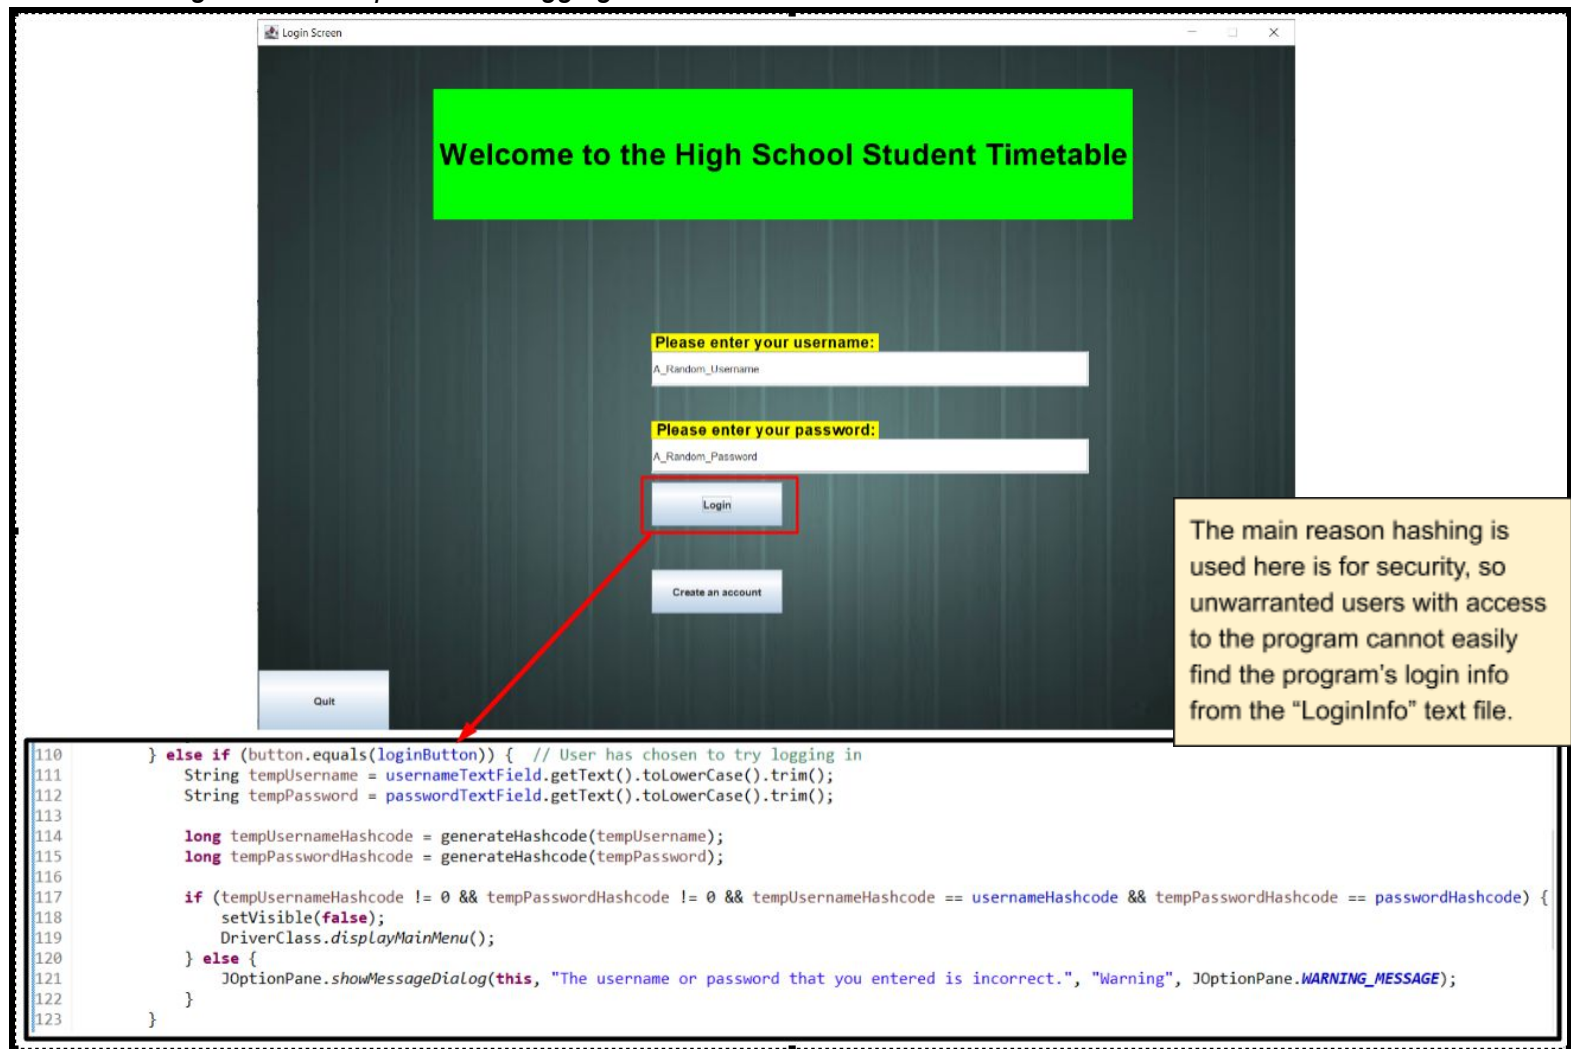 Login Screen
Welcome to the High School Student Timetable
Please enter your username:
A_Random_Username
Please enter your password:
A_Random_Password
Login
Create an account
Quit
The main reason hashing is
used here is for security, so
unwarranted users with access
to the program cannot easily
find the program's login info
from the “LoginInfo” text file.
110 } else if (button.equals(loginButton)) { // User has chosen to try logging in
111 String tempUsername = usernameTextField.getText().toLowerCase().trim();
112 String tempPassword = passwordTextField.getText().toLowerCase().trim();
113
114 long tempUsernameHashcode = generateHashcode(tempUsername);
115 long tempPasswordHashcode = generateHashcode(tempPassword);
116
117 if (tempUsernameHashcode != 0 && tempPasswordHashcode != 0 && tempUsernameHashcode == usernameHashcode && tempPasswordHashcode == passwordHashcode) {
118 setVisible(false);
119 DriverClass.displayMainMenu();
120 } else {
121 JOptionPane.showMessageDialog(this, "The username or password that you entered is incorrect.", "Warning", JOptionPane.WARNING_MESSAGE);
122 }
123 }